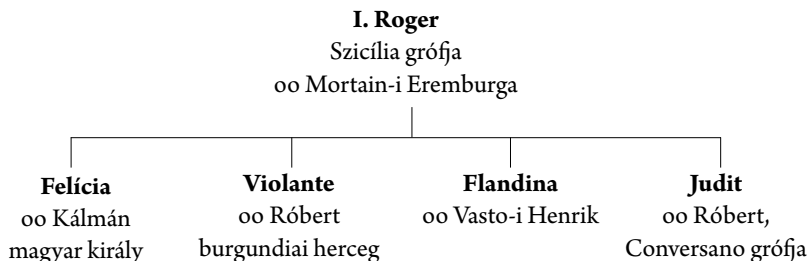 I. Roger
Szicília grófja
oo Mortain-i Eremburga
Felícia
oo Kálmán
magyar király
Violante
oo Róbert
burgundiai herceg
Flandina
oo Vasto-i Henrik
Judit
oo Róbert,
Conversano grófja